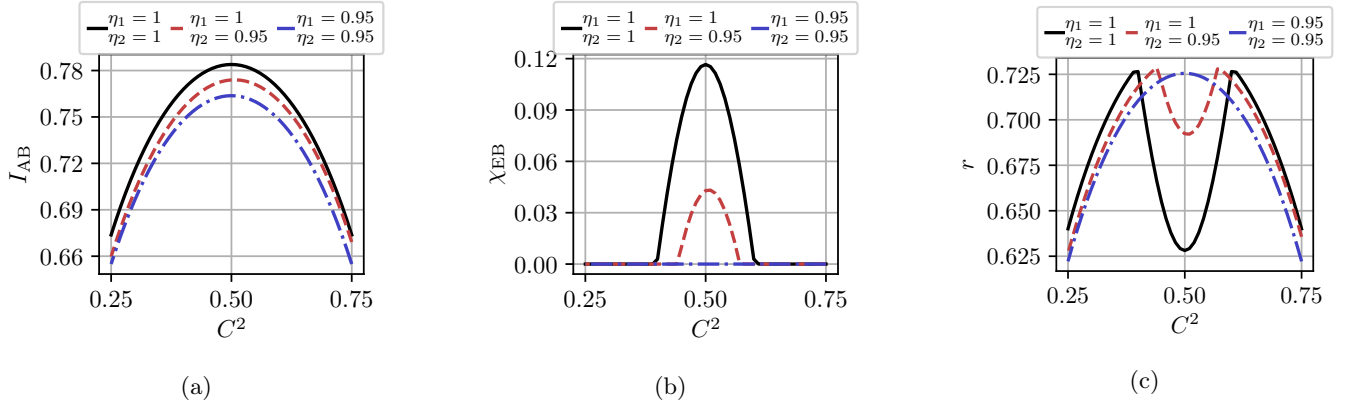 η₁ = 1 η₁ = 1 η₁ = 0.95
η₂ = 1 η₂ = 0.95 η₂ = 0.95
0.78
0.75
0.72
0.69
0.66
I_AB
0.25 0.50 0.75
C²
(a)
η₁ = 1 η₁ = 1 η₁ = 0.95
η₂ = 1 η₂ = 0.95 η₂ = 0.95
0.12
0.09
0.06
0.03
0.00
χ_EB
0.25 0.50 0.75
C²
(b)
η₁ = 1 η₁ = 1 η₁ = 0.95
η₂ = 1 η₂ = 0.95 η₂ = 0.95
0.725
0.700
0.675
0.650
0.625
r
0.25 0.50 0.75
C²
(c)